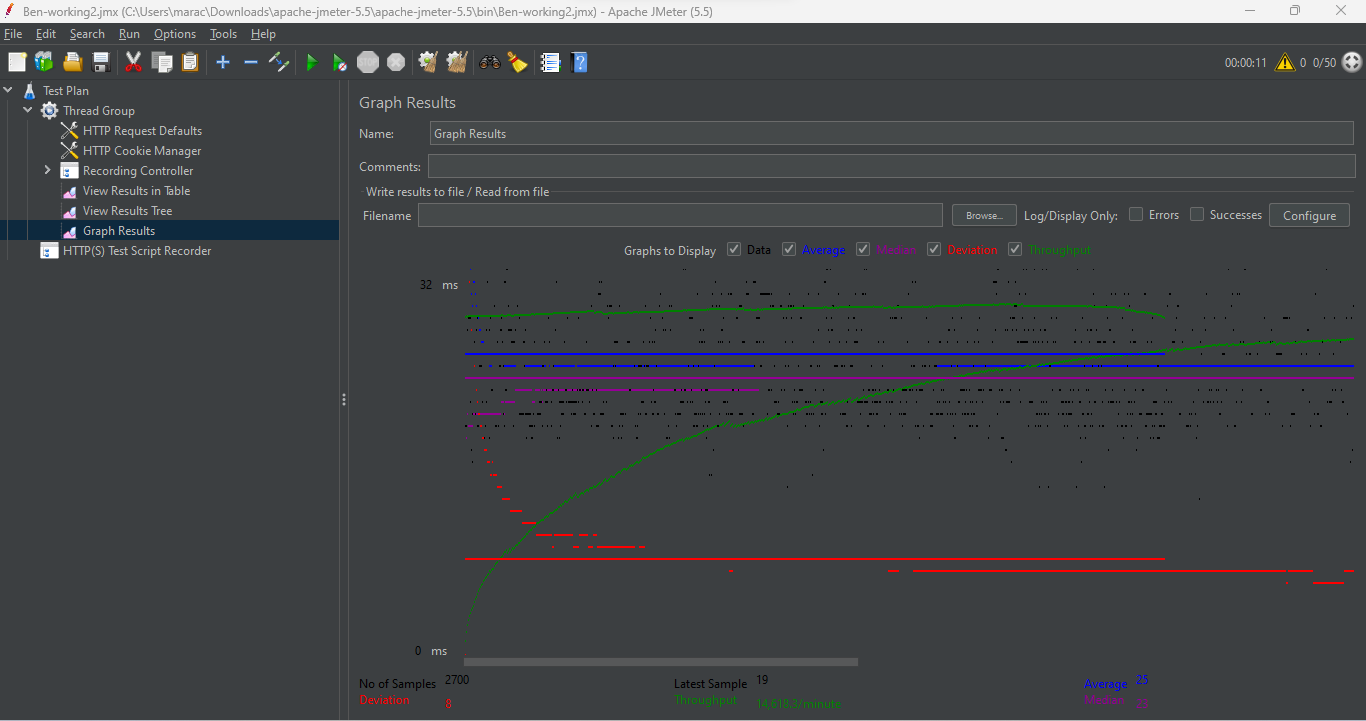 Ben-working2.jmx (C:\Users\marac\Downloads\apache-jmeter-5.5\apache-jmeter-5.5\bin\Ben-working2.jmx) - Apache JMeter (5.5)
File Edit Search Run Options Tools Help
STOP 00:00:11 0 0/50
Test Plan
Thread Group
HTTP Request Defaults
HTTP Cookie Manager
Recording Controller
View Results in Table
View Results Tree
Graph Results
HTTP(S) Test Script Recorder
Graph Results
Name: Graph Results
Comments:
Write results to file / Read from file
Filename Browse... Log/Display Only: Errors Successes Configure
Graphs to Display Data Average Median Deviation Throughput
32 ms
0 ms
No of Samples 2700 Latest Sample 19 Average 25
Deviation 8 Throughput Median